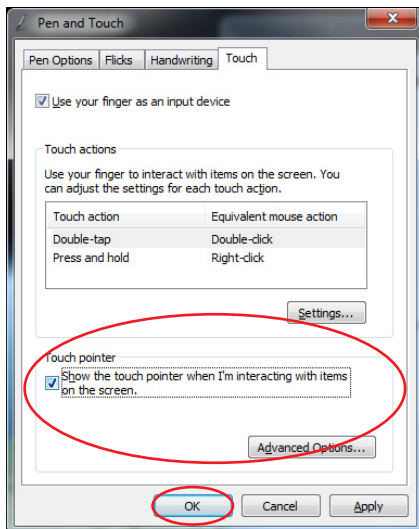 Pen and Touch
Pen Options Flicks Handwriting Touch
Use your finger as an input device
Touch actions
Use your finger to interact with items on the screen. You
can adjust the settings for each touch action.
Touch action Equivalent mouse action
Double-tap Double-click
Press and hold Right-click
Settings...
Touch pointer
Show the touch pointer when I'm interacting with items
on the screen.
Advanced Options...
OK Cancel Apply